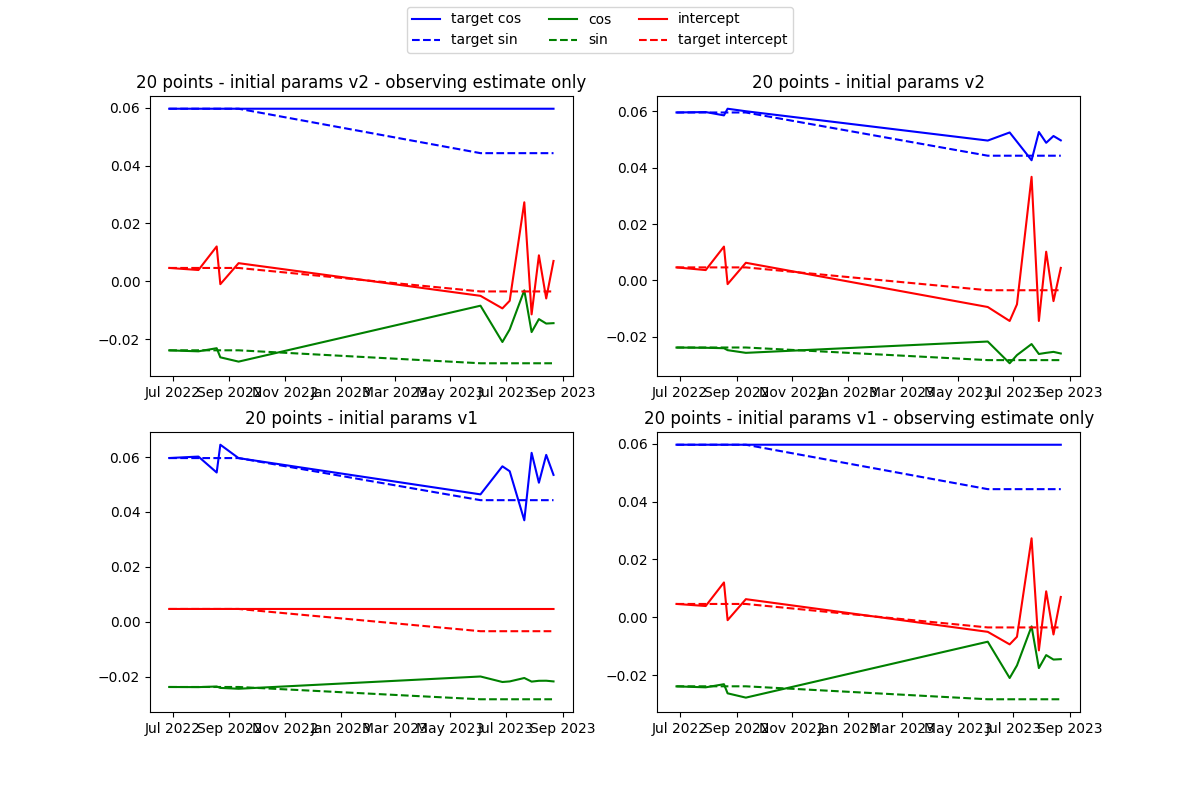 target cos cos intercept
target sin sin target intercept
20 points - initial params v2 - observing estimate only
0.06
0.04
0.02
0.00
−0.02
Jul 2022 Sep 2022 Nov 2022 Jan 2023 Mar 2023 May 2023 Jul 2023 Sep 2023
20 points - initial params v2
0.06
0.04
0.02
0.00
−0.02
Jul 2022 Sep 2022 Nov 2022 Jan 2023 Mar 2023 May 2023 Jul 2023 Sep 2023
20 points - initial params v1
0.06
0.04
0.02
0.00
−0.02
Jul 2022 Sep 2022 Nov 2022 Jan 2023 Mar 2023 May 2023 Jul 2023 Sep 2023
20 points - initial params v1 - observing estimate only
0.06
0.04
0.02
0.00
−0.02
Jul 2022 Sep 2022 Nov 2022 Jan 2023 Mar 2023 May 2023 Jul 2023 Sep 2023